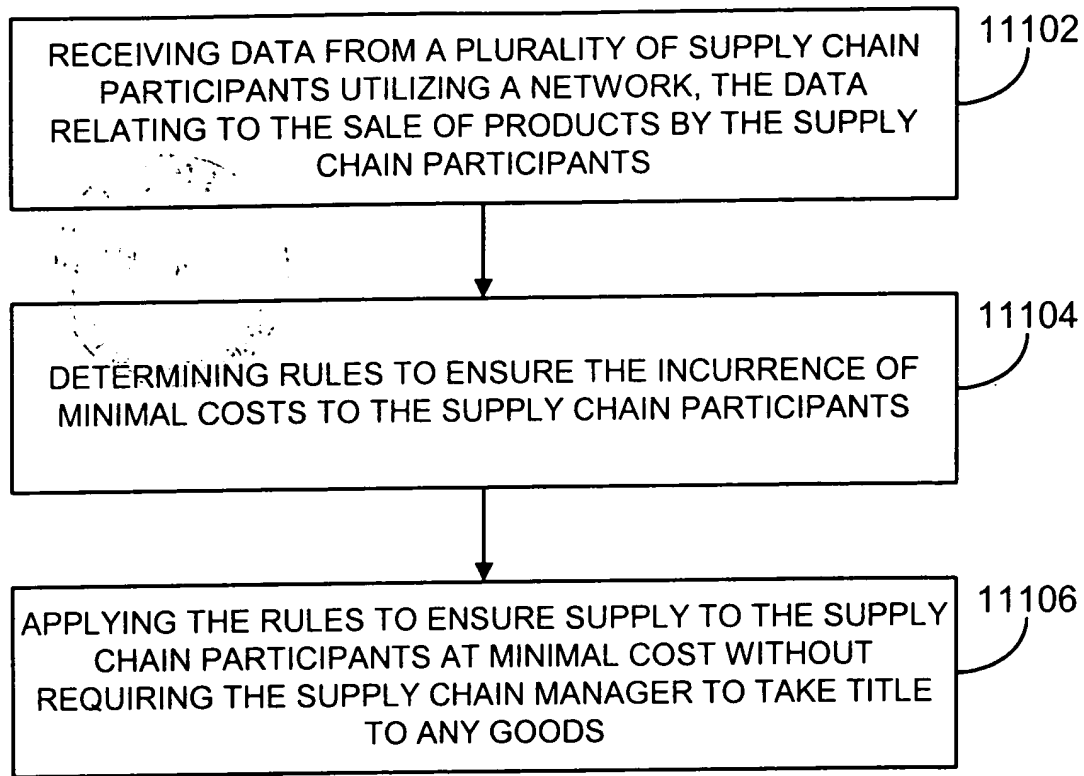 RECEIVING DATA FROM A PLURALITY OF SUPPLY CHAIN
PARTICIPANTS UTILIZING A NETWORK, THE DATA
RELATING TO THE SALE OF PRODUCTS BY THE SUPPLY
CHAIN PARTICIPANTS
11102
DETERMINING RULES TO ENSURE THE INCURRENCE OF
MINIMAL COSTS TO THE SUPPLY CHAIN PARTICIPANTS
11104
APPLYING THE RULES TO ENSURE SUPPLY TO THE SUPPLY
CHAIN PARTICIPANTS AT MINIMAL COST WITHOUT
REQUIRING THE SUPPLY CHAIN MANAGER TO TAKE TITLE
TO ANY GOODS
11106